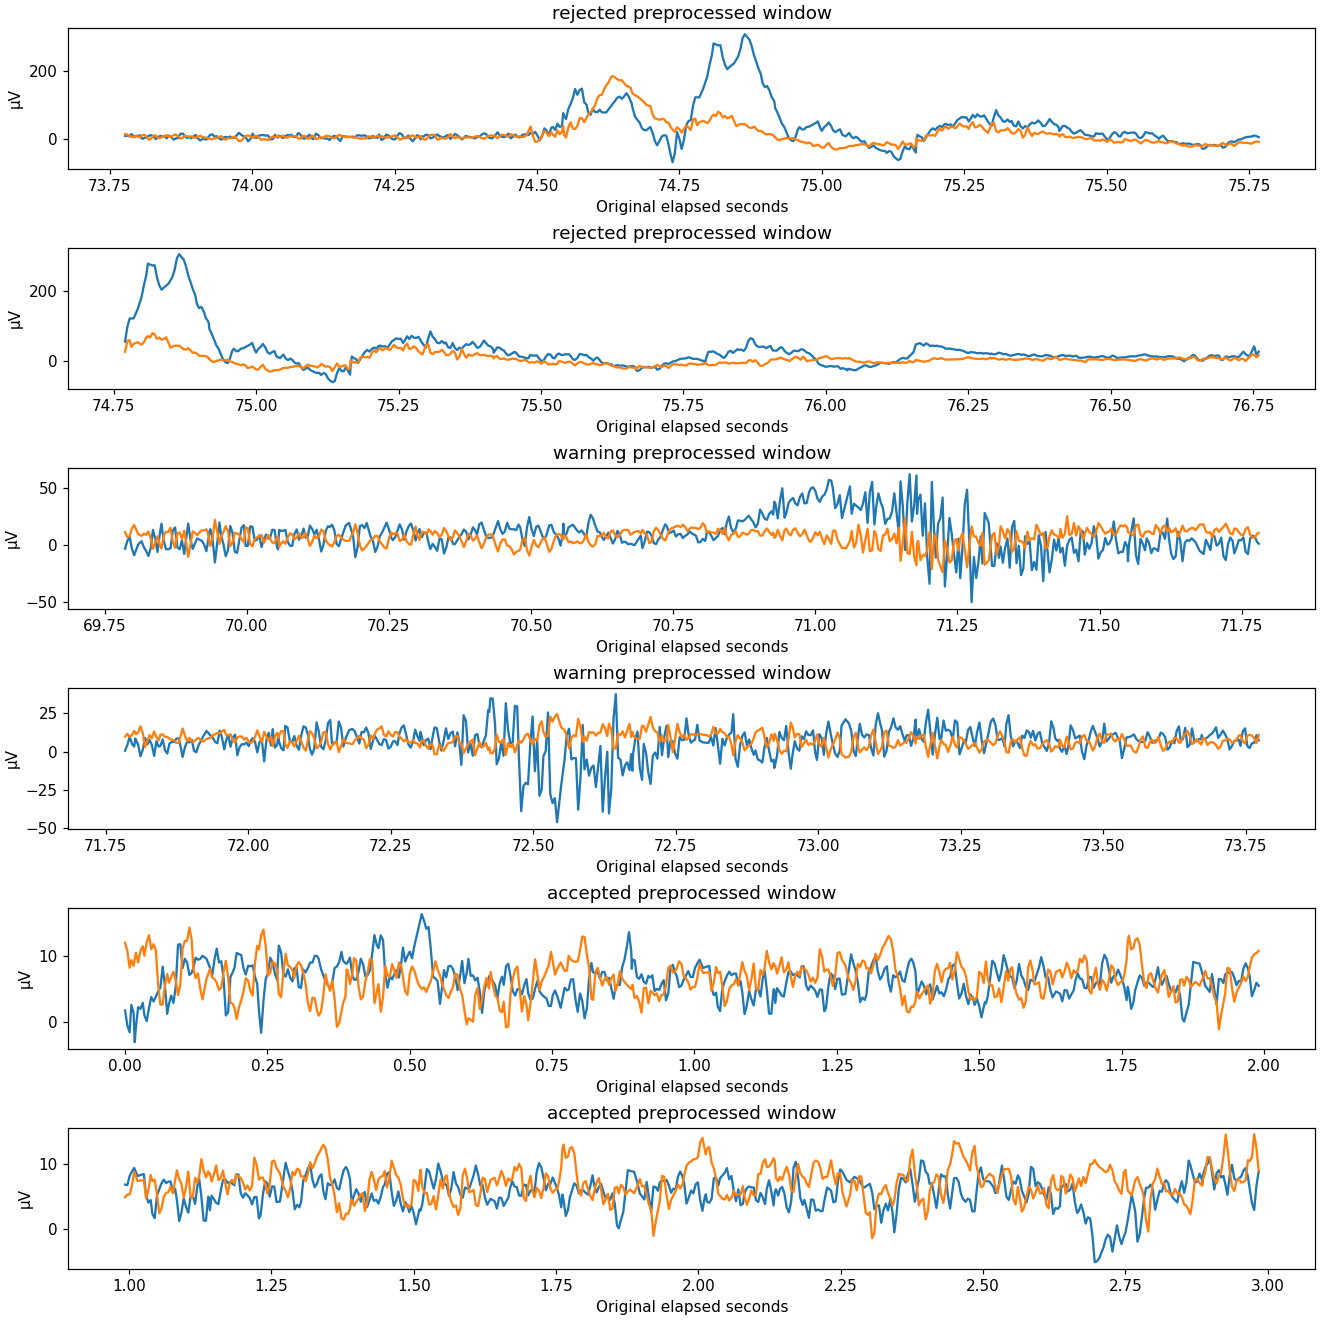 rejected preprocessed window
µV
200
0
73.75 74.00 74.25 74.50 74.75 75.00 75.25 75.50 75.75
Original elapsed seconds
rejected preprocessed window
µV
200
0
74.75 75.00 75.25 75.50 75.75 76.00 76.25 76.50 76.75
Original elapsed seconds
warning preprocessed window
µV
50
0
−50
69.75 70.00 70.25 70.50 70.75 71.00 71.25 71.50 71.75
Original elapsed seconds
warning preprocessed window
µV
25
0
−25
−50
71.75 72.00 72.25 72.50 72.75 73.00 73.25 73.50 73.75
Original elapsed seconds
accepted preprocessed window
µV
10
0
0.00 0.25 0.50 0.75 1.00 1.25 1.50 1.75 2.00
Original elapsed seconds
accepted preprocessed window
µV
10
0
1.00 1.25 1.50 1.75 2.00 2.25 2.50 2.75 3.00
Original elapsed seconds